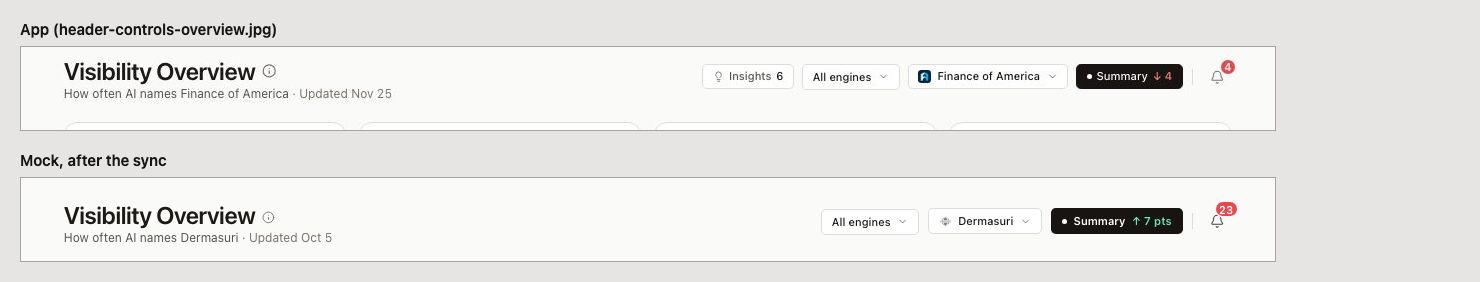 App (header-controls-overview.jpg)
Visibility Overview
How often AI names Finance of America · Updated Nov 25
Insights 6
All engines
Finance of America
Summary ↓ 4
4
Mock, after the sync
Visibility Overview
How often AI names Dermasuri · Updated Oct 5
All engines
Dermasuri
Summary ↑ 7 pts
23